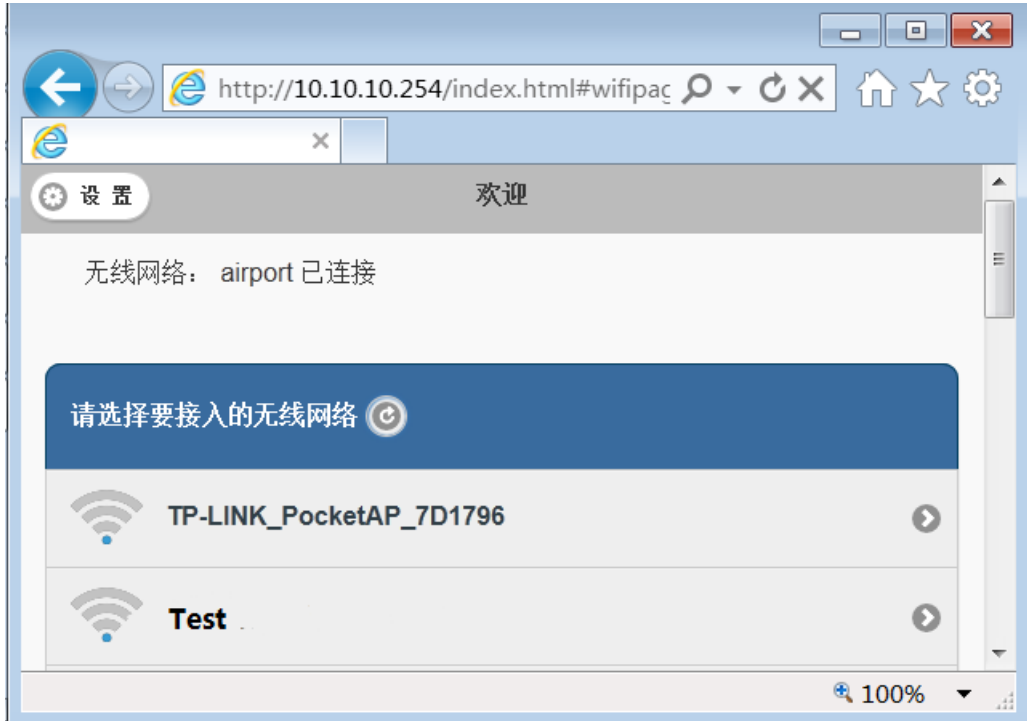 http://10.10.10.254/index.html#wifipag
设 置
欢迎
无线网络： airport 已连接
请选择要接入的无线网络
TP-LINK_PocketAP_7D1796
Test
100%